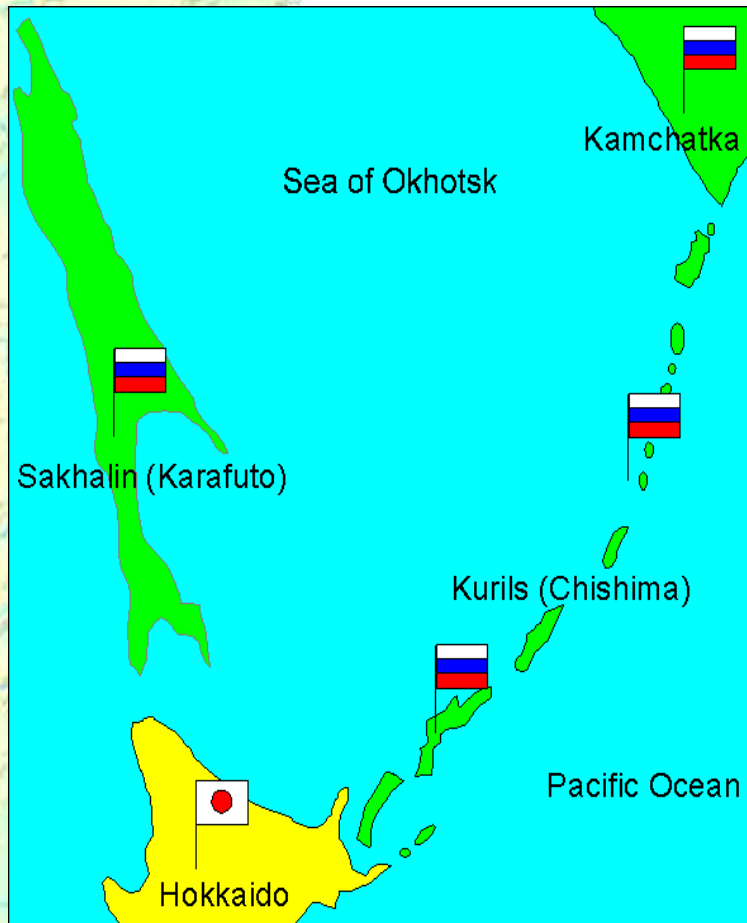 Kamchatka
Sea of Okhotsk
Sakhalin (Karafuto)
Kurils (Chishima)
Pacific Ocean
Hokkaido